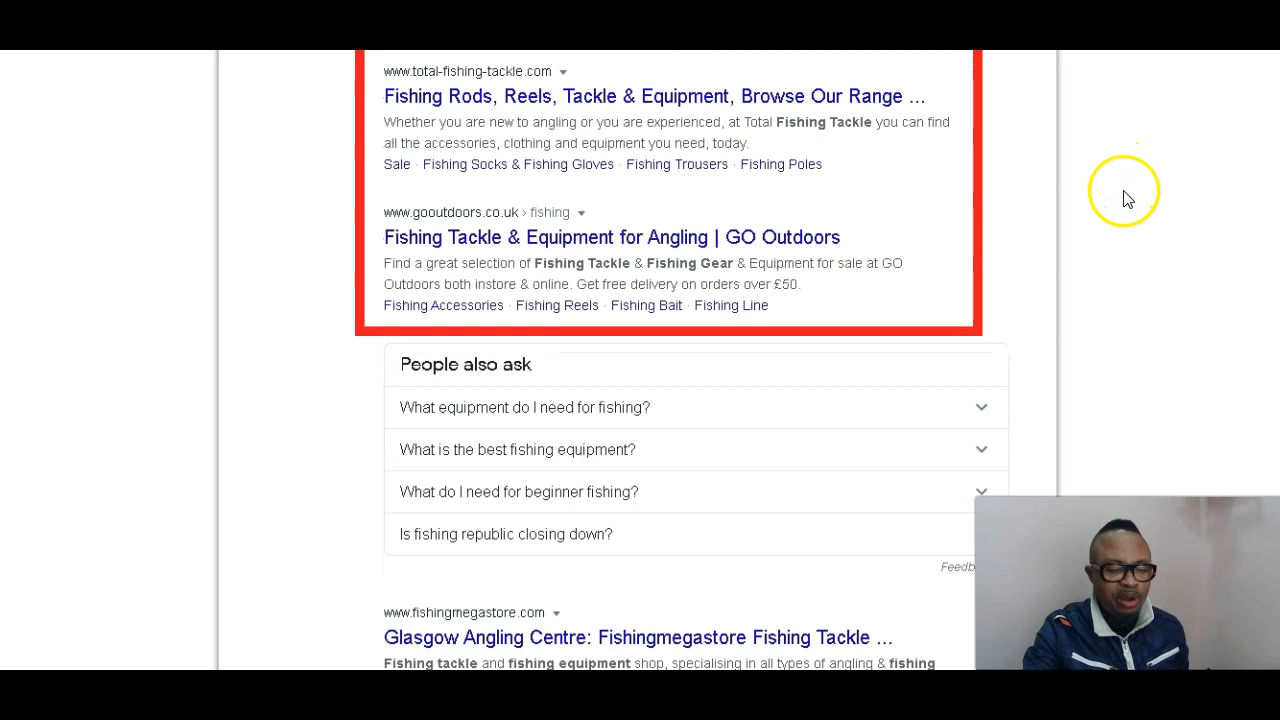 www.total-fishing-tackle.com
Fishing Rods, Reels, Tackle & Equipment, Browse Our Range ...
Whether you are new to angling or you are experienced, at Total Fishing Tackle you can find
all the accessories, clothing and equipment you need, today.
Sale · Fishing Socks & Fishing Gloves · Fishing Trousers · Fishing Poles
www.gooutdoors.co.uk › fishing
Fishing Tackle & Equipment for Angling | GO Outdoors
Find a great selection of Fishing Tackle & Fishing Gear & Equipment for sale at GO
Outdoors both instore & online. Get free delivery on orders over £50.
Fishing Accessories · Fishing Reels · Fishing Bait · Fishing Line
People also ask
What equipment do I need for fishing?
What is the best fishing equipment?
What do I need for beginner fishing?
Is fishing republic closing down?
Feedb
www.fishingmegastore.com
Glasgow Angling Centre: Fishingmegastore Fishing Tackle ...
Fishing tackle and fishing equipment shop, specialising in all types of angling & fishing